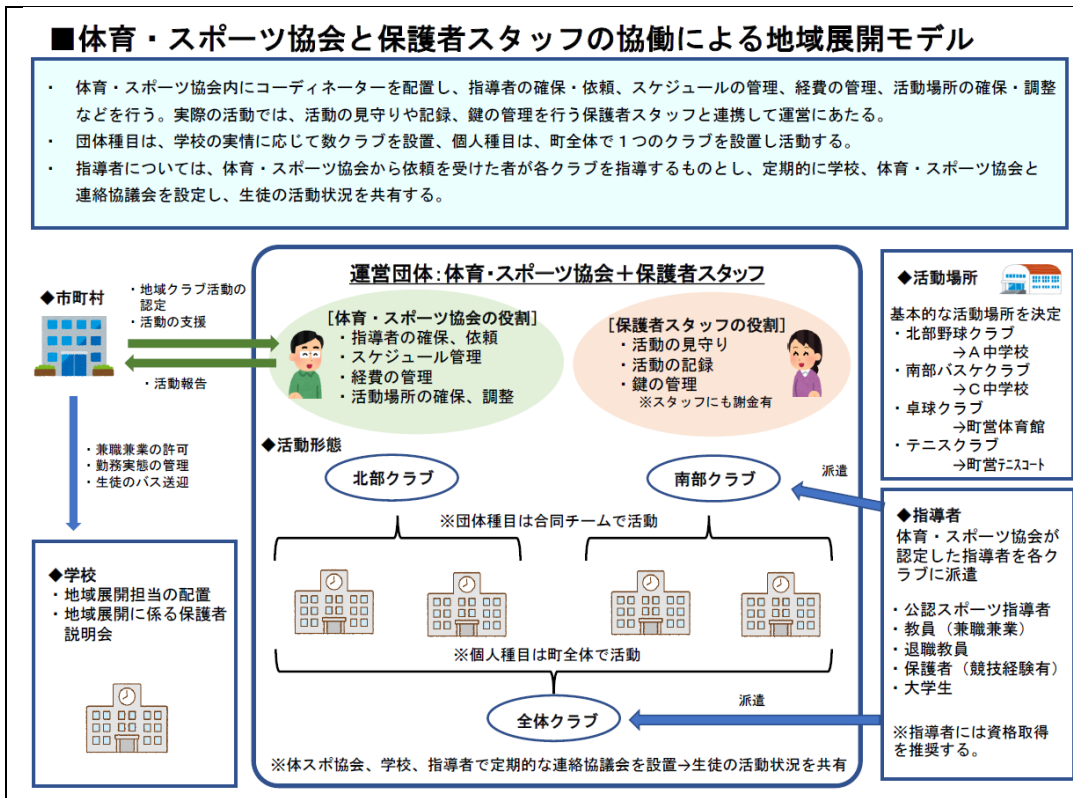 ■体育・スポーツ協会と保護者スタッフの協働による地域展開モデル
・ 体育・スポーツ協会内にコーディネーターを配置し、指導者の確保・依頼、スケジュールの管理、経費の管理、活動場所の確保・調整
などを行う。実際の活動では、活動の見守りや記録、鍵の管理を行う保護者スタッフと連携して運営にあたる。
・ 団体種目は、学校の実情に応じて数クラブを設置、個人種目は、町全体で１つのクラブを設置し活動する。
・ 指導者については、体育・スポーツ協会から依頼を受けた者が各クラブを指導するものとし、定期的に学校、体育・スポーツ協会と
連絡協議会を設定し、生徒の活動状況を共有する。
◆市町村
・地域クラブ活動の
認定
・活動の支援
・活動報告
・兼職兼業の許可
・勤務実態の管理
・生徒のバス送迎
◆学校
・地域展開担当の配置
・地域展開に係る保護者
説明会
運営団体：体育・スポーツ協会＋保護者スタッフ
［体育・スポーツ協会の役割］
・指導者の確保、依頼
・スケジュール管理
・経費の管理
・活動場所の確保、調整
［保護者スタッフの役割］
・活動の見守り
・活動の記録
・鍵の管理
※スタッフにも謝金有
◆活動形態
北部クラブ
南部クラブ
※団体種目は合同チームで活動
※個人種目は町全体で活動
全体クラブ
※体スポ協会、学校、指導者で定期的な連絡協議会を設置→生徒の活動状況を共有
派遣
派遣
◆活動場所
基本的な活動場所を決定
・北部野球クラブ
→Ａ中学校
・南部バスケクラブ
→Ｃ中学校
・卓球クラブ
→町営体育館
・テニスクラブ
→町営ﾃﾆｽｺｰﾄ
◆指導者
体育・スポーツ協会が
認定した指導者を各ク
ラブに派遣
・公認スポーツ指導者
・教員（兼職兼業）
・退職教員
・保護者（競技経験有）
・大学生
※指導者には資格取得
を推奨する。